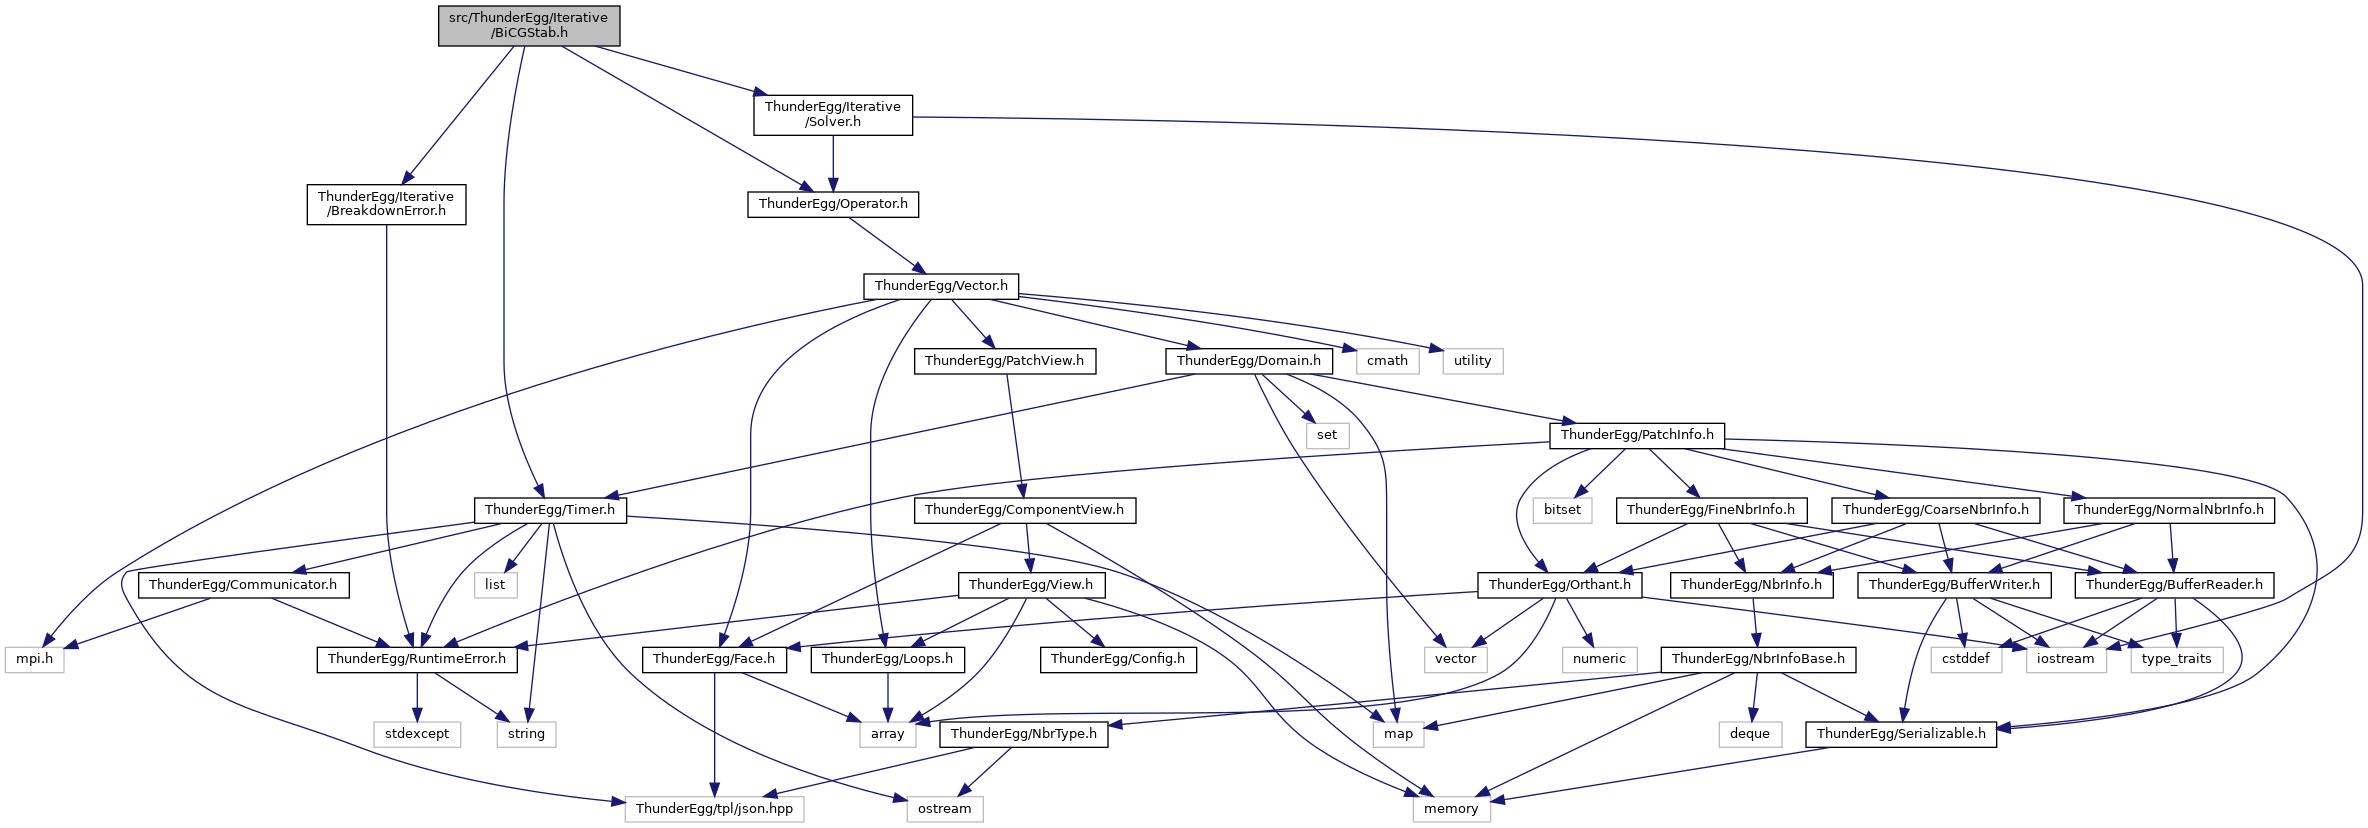 src/ThunderEgg/Iterative
/BiCGStab.h
ThunderEgg/Iterative
/Solver.h
ThunderEgg/Iterative
/BreakdownError.h
ThunderEgg/Operator.h
ThunderEgg/Vector.h
ThunderEgg/PatchView.h
ThunderEgg/Domain.h
cmath
utility
set
ThunderEgg/PatchInfo.h
ThunderEgg/Timer.h
ThunderEgg/ComponentView.h
bitset
ThunderEgg/FineNbrInfo.h
ThunderEgg/CoarseNbrInfo.h
ThunderEgg/NormalNbrInfo.h
ThunderEgg/Communicator.h
list
ThunderEgg/View.h
ThunderEgg/Orthant.h
ThunderEgg/NbrInfo.h
ThunderEgg/BufferWriter.h
ThunderEgg/BufferReader.h
mpi.h
ThunderEgg/RuntimeError.h
ThunderEgg/Face.h
ThunderEgg/Loops.h
ThunderEgg/Config.h
vector
numeric
ThunderEgg/NbrInfoBase.h
cstddef
iostream
type_traits
stdexcept
string
array
ThunderEgg/NbrType.h
map
deque
ThunderEgg/Serializable.h
ThunderEgg/tpl/json.hpp
ostream
memory